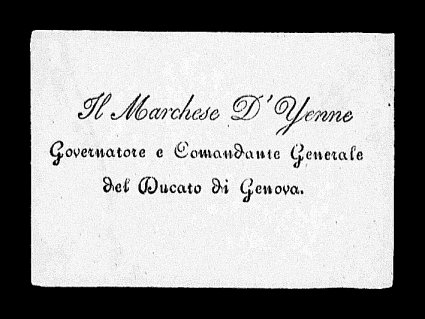 Il Marchese D'Yenne
Governatore e Comandante Generale
del Ducato di Genova.